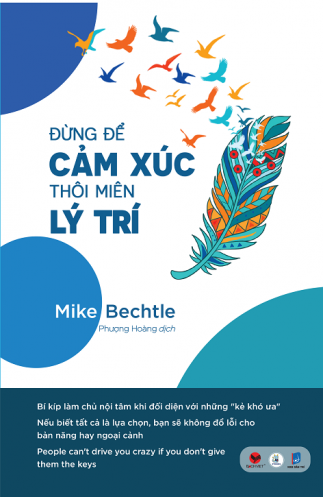 ĐỪNG ĐỂ
CẢM XÚC
THÔI MIÊN
LÝ TRÍ
Mike Bechtle
Phượng Hoàng dịch
Bí kíp làm chủ nội tâm khi đối diện với những "kẻ khó ưa"
Nếu biết tất cả là lựa chọn, bạn sẽ không đổ lỗi cho
bản năng hay ngoại cảnh
People can't drive you crazy if you don't give
them the keys